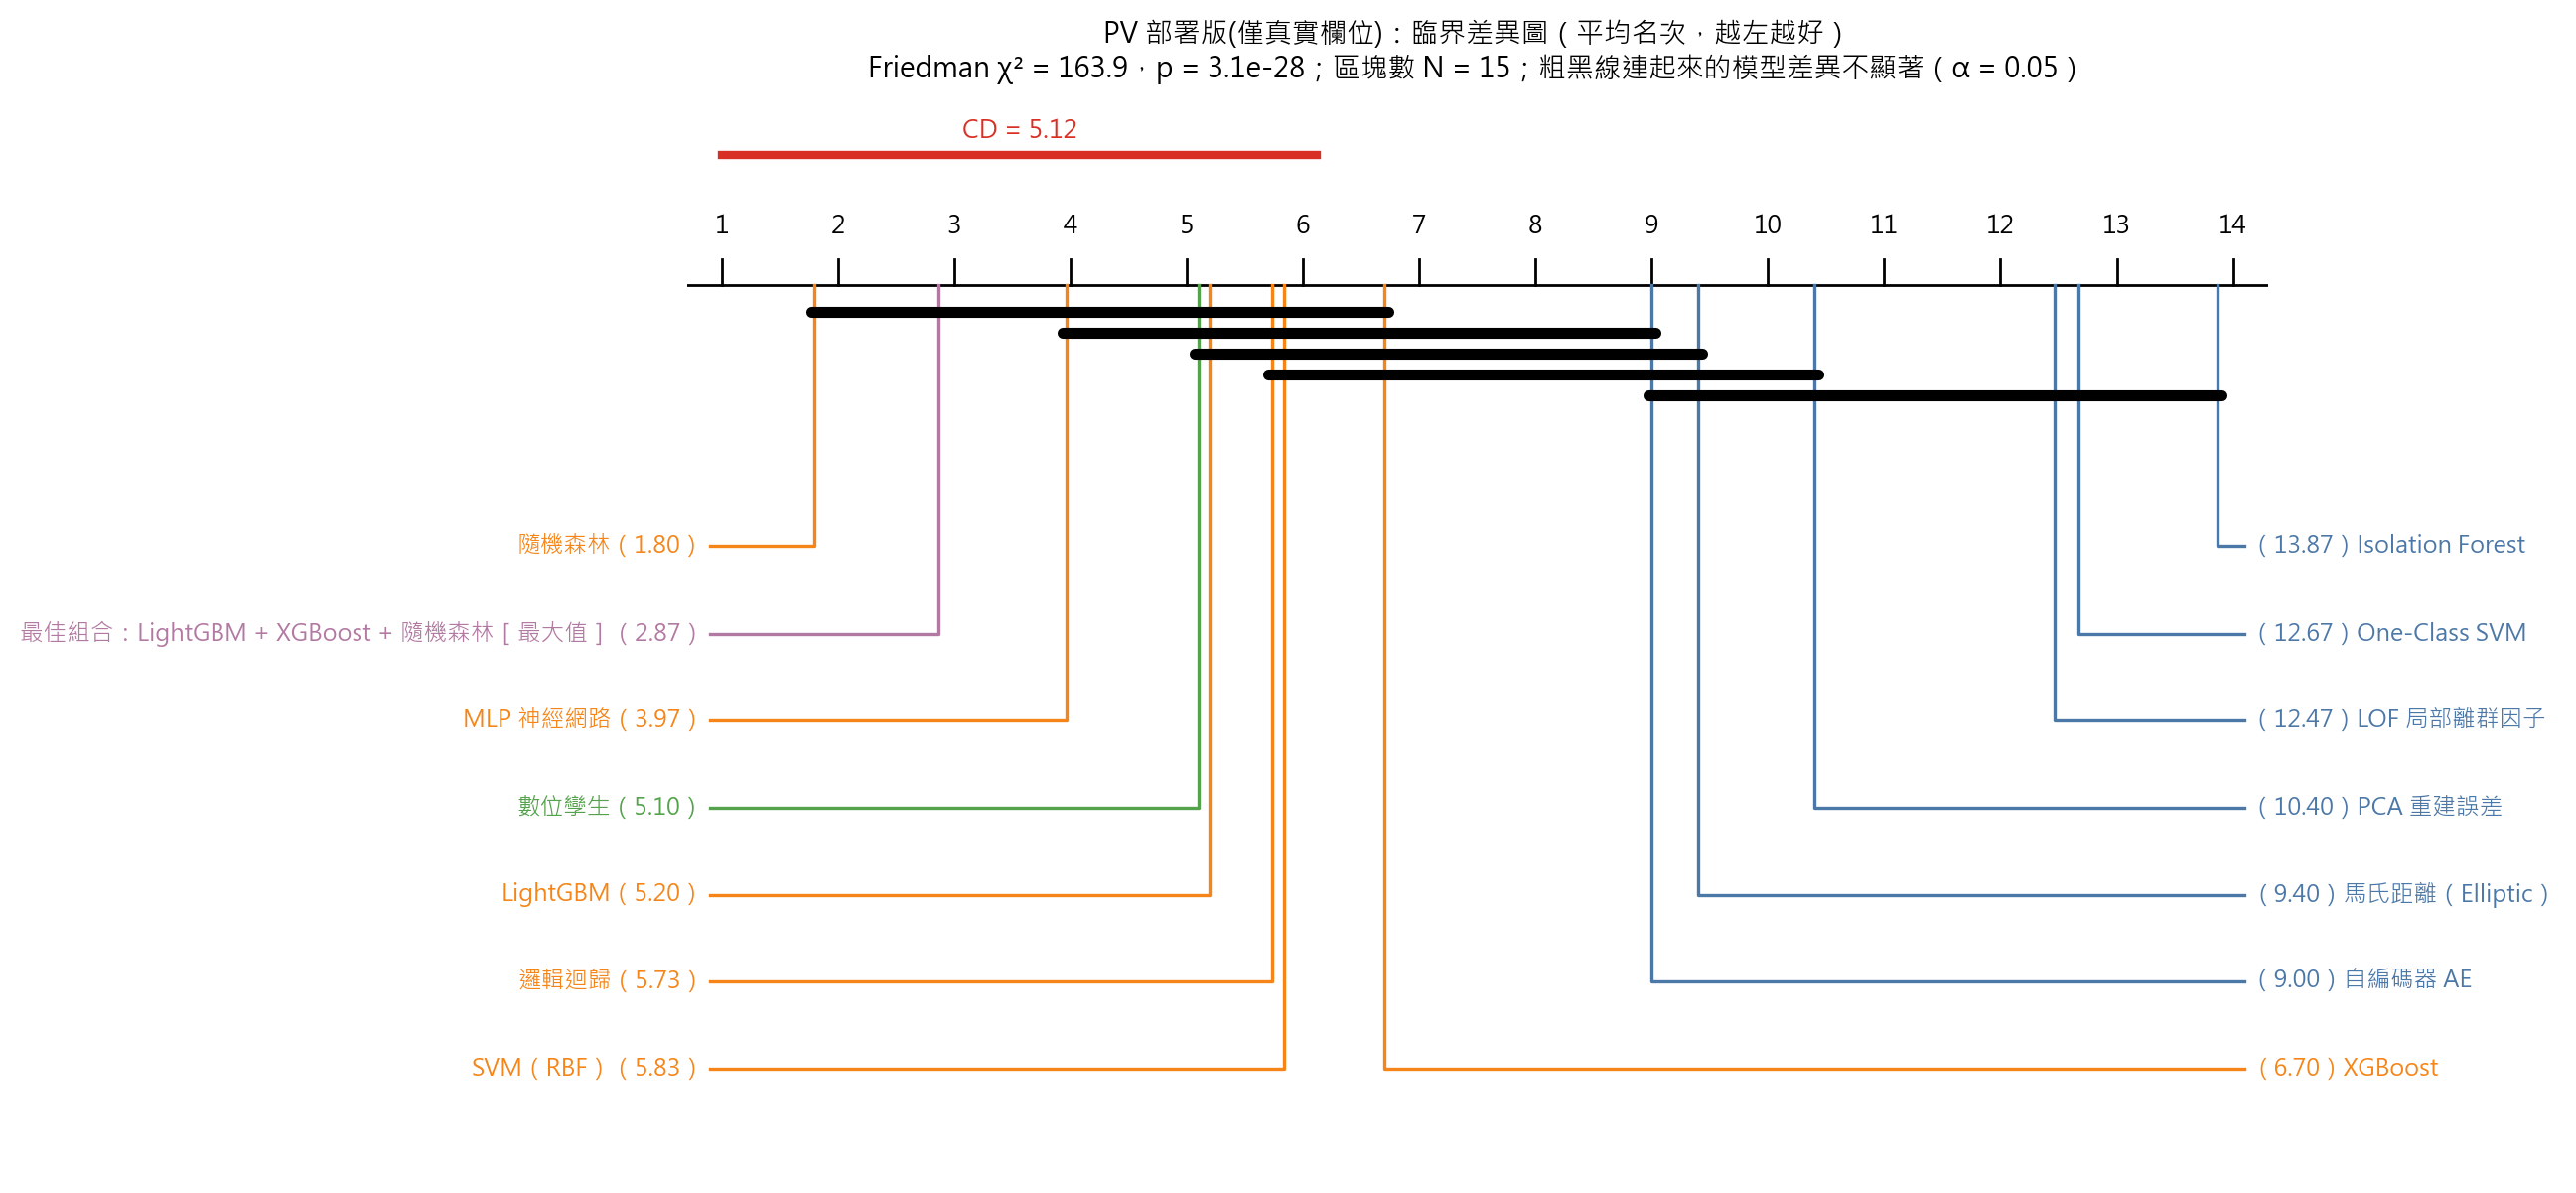 PV 部署版(僅真實欄位)：臨界差異圖（平均名次，越左越好）
Friedman χ² = 163.9，p = 3.1e-28；區塊數 N = 15；粗黑線連起來的模型差異不顯著（α = 0.05）
CD = 5.12
1 2 3 4 5 6 7 8 9 10 11 12 13 14
隨機森林（1.80）
（13.87）Isolation Forest
最佳組合：LightGBM + XGBoost + 隨機森林［最大值］（2.87）
（12.67）One-Class SVM
MLP 神經網路（3.97）
（12.47）LOF 局部離群因子
數位孿生（5.10）
（10.40）PCA 重建誤差
LightGBM（5.20）
（9.40）馬氏距離（Elliptic）
邏輯迴歸（5.73）
（9.00）自編碼器 AE
SVM（RBF）（5.83）
（6.70）XGBoost